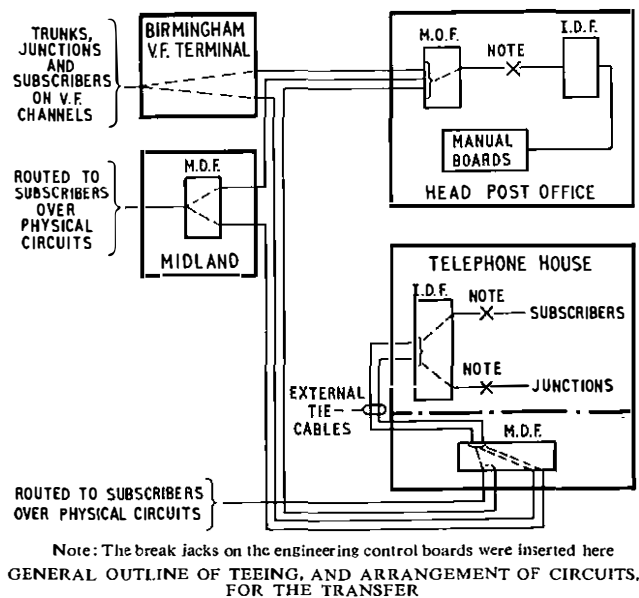 TRUNKS,
JUNCTIONS
AND
SUBSCRIBERS
ON V.F.
CHANNELS
BIRMINGHAM
V.F. TERMINAL
M.O.F.
NOTE
I.D.F.
MANUAL
BOARDS
HEAD POST OFFICE
ROUTED TO
SUBSCRIBERS
OVER
PHYSICAL
CIRCUITS
M.D.F.
MIDLAND
TELEPHONE HOUSE
I.D.F.
NOTE
SUBSCRIBERS
NOTE
JUNCTIONS
EXTERNAL
TIE
CABLES
M.D.F.
ROUTED TO SUBSCRIBERS
OVER PHYSICAL CIRCUITS
Note: The break jacks on the engineering control boards were inserted here
GENERAL OUTLINE OF TEEING, AND ARRANGEMENT OF CIRCUITS,
FOR THE TRANSFER